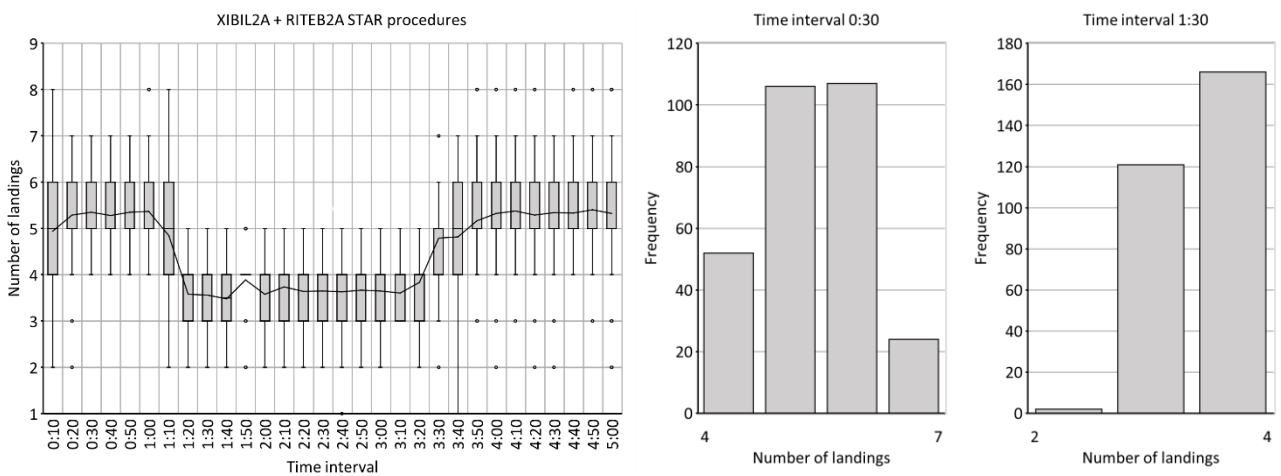 XIBIL2A + RITEB2A STAR procedures
Number of landings
9
8
7
6
5
4
3
2
1
0:10 0:20 0:30 0:40 0:50 1:00 1:10 1:20 1:30 1:40 1:50 2:00 2:10 2:20 2:30 2:40 2:50 3:00 3:10 3:20 3:30 3:40 3:50 4:00 4:10 4:20 4:30 4:40 4:50 5:00
Time interval
Time interval 0:30
Frequency
120
100
80
60
40
20
0
4 7
Number of landings
Time interval 1:30
Frequency
180
160
140
120
100
80
60
40
20
0
2 4
Number of landings